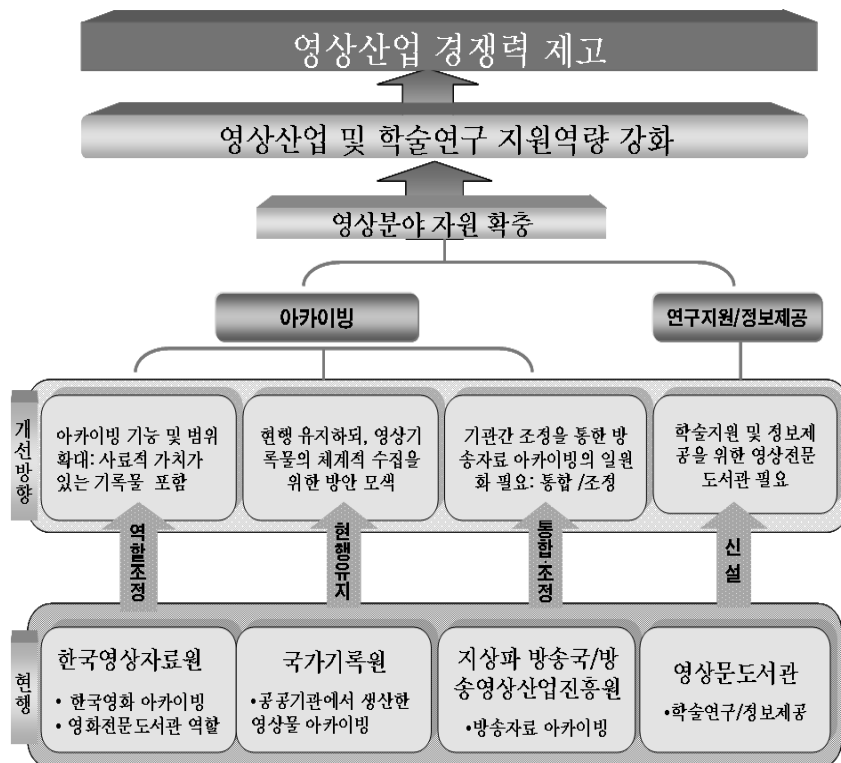 영상산업 경쟁력 제고
영상산업 및 학술연구 지원역량 강화
영상분야 자원 확충
아카이빙
연구지원/정보제공
개선방향
아카이빙 기능 및 범위
확대: 사료적 가치가
있는 기록물 포함
현행 유지하되, 영상기
록물의 체계적 수집을
위한 방안 모색
기관간 조정을 통한 방
송자료 아카이빙의 일원
화 필요: 통합 /조정
학술지원 및 정보제
공을 위한 영상전문
도서관 필요
역할조정
현행유지
통합·조정
신설
현행
한국영상자료원
• 한국영화 아카이빙
• 영화전문도서관 역할
국가기록원
•공공기관에서 생산한
영상물 아카이빙
지상파 방송국/방
송영상산업진흥원
•방송자료 아카이빙
영상문도서관
•학술연구/정보제공